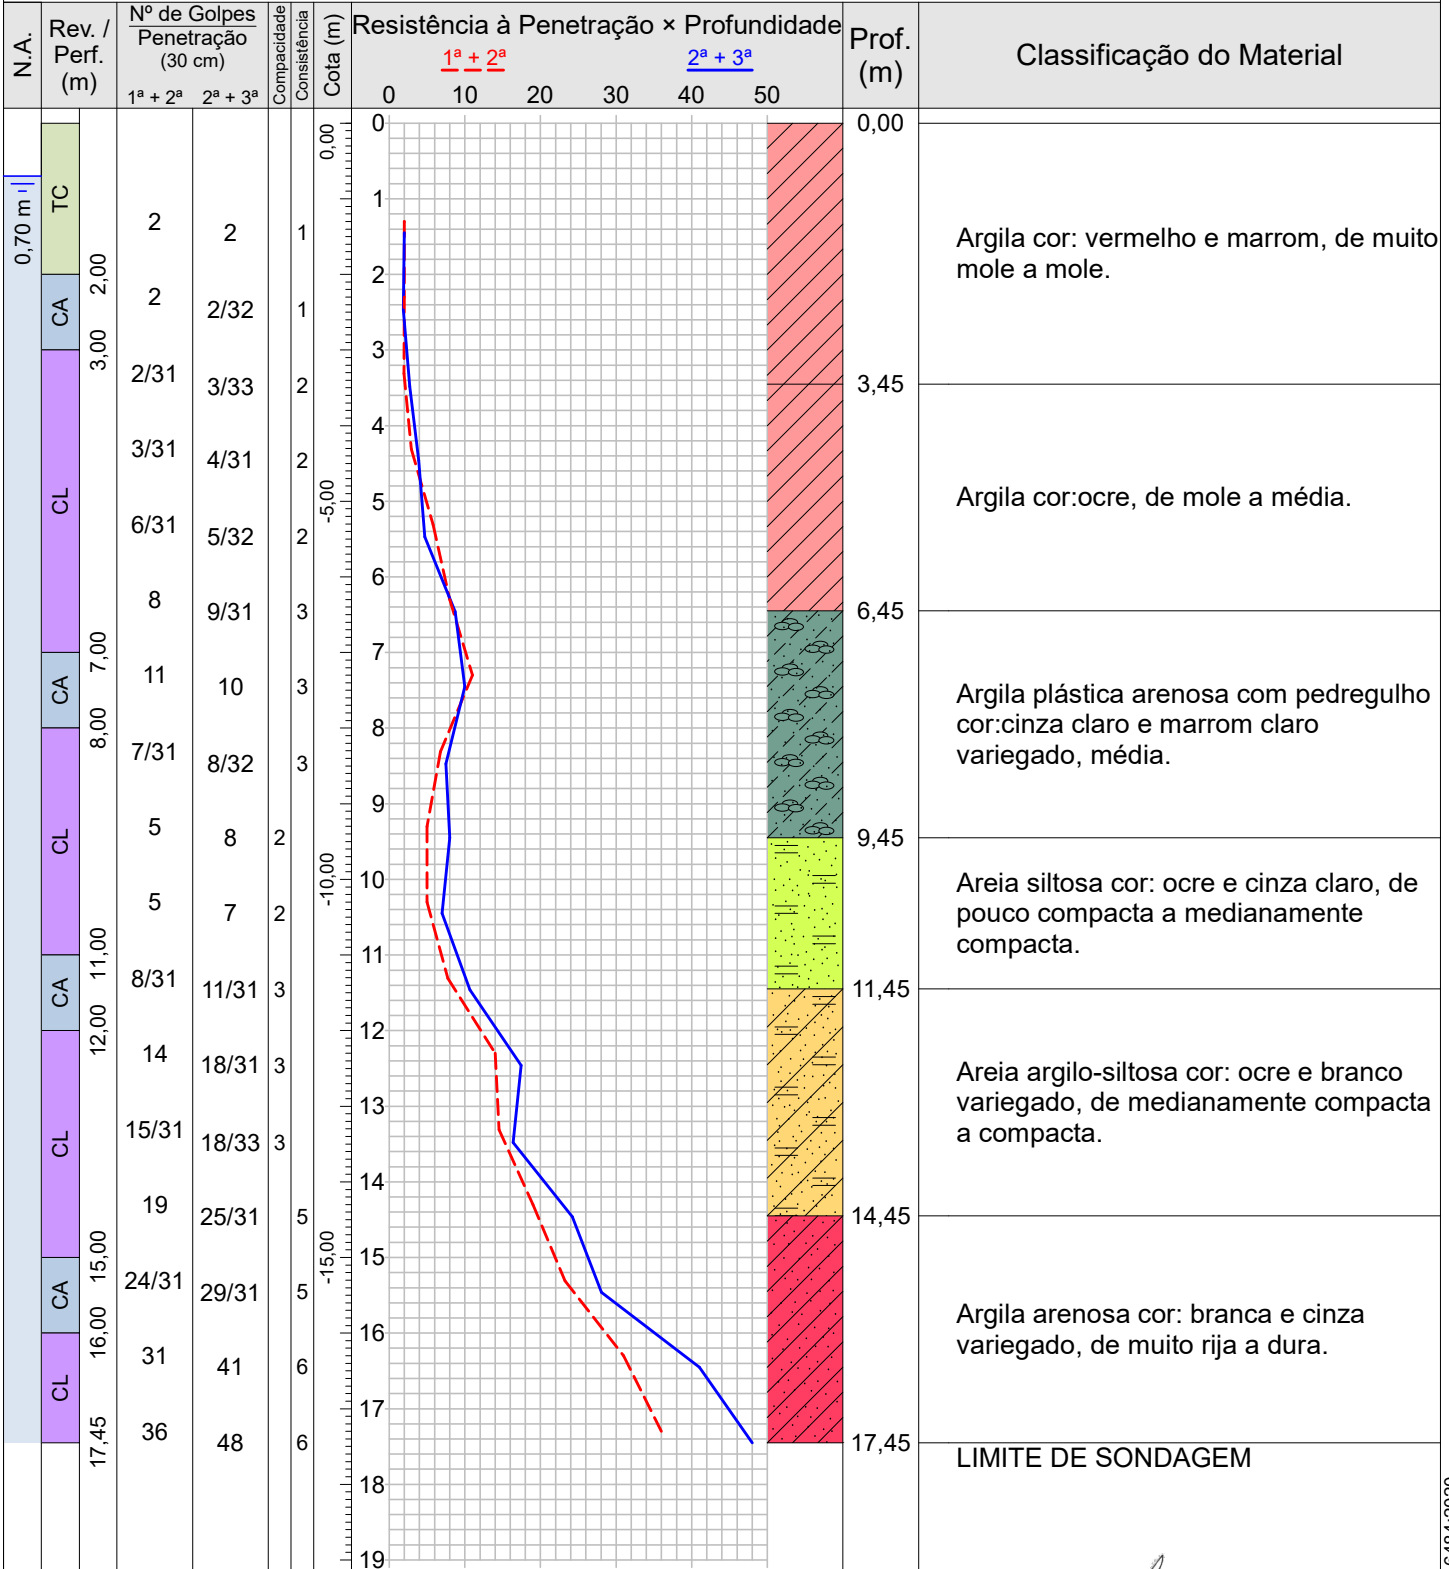 N.A.
Rev. /
Perf.
(m)
Nº de Golpes
Penetração
(30 cm)
1ª + 2ª
2ª + 3ª
Compacidade
Consistência
Cota (m)
Resistência à Penetração × Profundidade
1ª + 2ª
2ª + 3ª
0 10 20 30 40 50
Prof.
(m)
Classificação do Material
0,70 m
TC
2,00
CA
3,00
CL
7,00
CA
8,00
CL
11,00
CA
12,00
CL
15,00
CA
16,00
CL
17,45
2 2 1
2 2/32 1
2/31 3/33 2
3/31 4/31 2
6/31 5/32 2
8 9/31 3
11 10 3
7/31 8/32 3
5 8 2
5 7 2
8/31 11/31 3
14 18/31 3
15/31 18/33 3
19 25/31 5
24/31 29/31 5
31 41 6
36 48 6
0,00
-5,00
-10,00
-15,00
0
1
2
3
4
5
6
7
8
9
10
11
12
13
14
15
16
17
18
19
0,00
Argila cor: vermelho e marrom, de muito
mole a mole.
3,45
Argila cor:ocre, de mole a média.
6,45
Argila plástica arenosa com pedregulho
cor:cinza claro e marrom claro
variegado, média.
9,45
Areia siltosa cor: ocre e cinza claro, de
pouco compacta a medianamente
compacta.
11,45
Areia argilo-siltosa cor: ocre e branco
variegado, de medianamente compacta
a compacta.
14,45
Argila arenosa cor: branca e cinza
variegado, de muito rija a dura.
17,45
LIMITE DE SONDAGEM